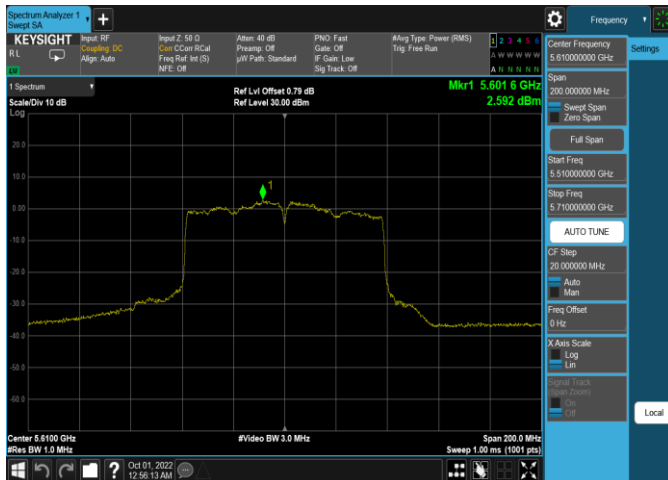 Spectrum Analyzer 1
Swept SA
+
Frequency
Settings
KEYSIGHT
R L
Input: RF
Coupling: DC
Align: Auto
Input Z: 50 Ω
Corr CCorr RCal
Freq Ref: Int (S)
NFE: Off
Atten: 40 dB
Preamp: Off
µW Path: Standard
PNO: Fast
Gate: Off
IF Gain: Low
Sig Track: Off
#Avg Type: Power (RMS)
Trig: Free Run
1 2 3 4 5 6
A W W W W W
A N N N N N
1 Spectrum
Scale/Div 10 dB
Log
Ref Lvl Offset 0.79 dB
Ref Level 30.00 dBm
Mkr1 5.601 6 GHz
2.592 dBm
20.0
10.0
0.00
-10.0
-20.0
-30.0
-40.0
-50.0
-60.0
1
Center 5.6100 GHz
#Res BW 1.0 MHz
#Video BW 3.0 MHz
Span 200.0 MHz
Sweep 1.00 ms (1001 pts)
Center Frequency
5.610000000 GHz
Span
200.000000 MHz
Swept Span
Zero Span
Full Span
Start Freq
5.510000000 GHz
Stop Freq
5.710000000 GHz
AUTO TUNE
CF Step
20.000000 MHz
Auto
Man
Freq Offset
0 Hz
X Axis Scale
Log
Lin
Signal Track
(Span Zoom)
On
Off
Local
?
Oct 01, 2022
12:56:13 AM